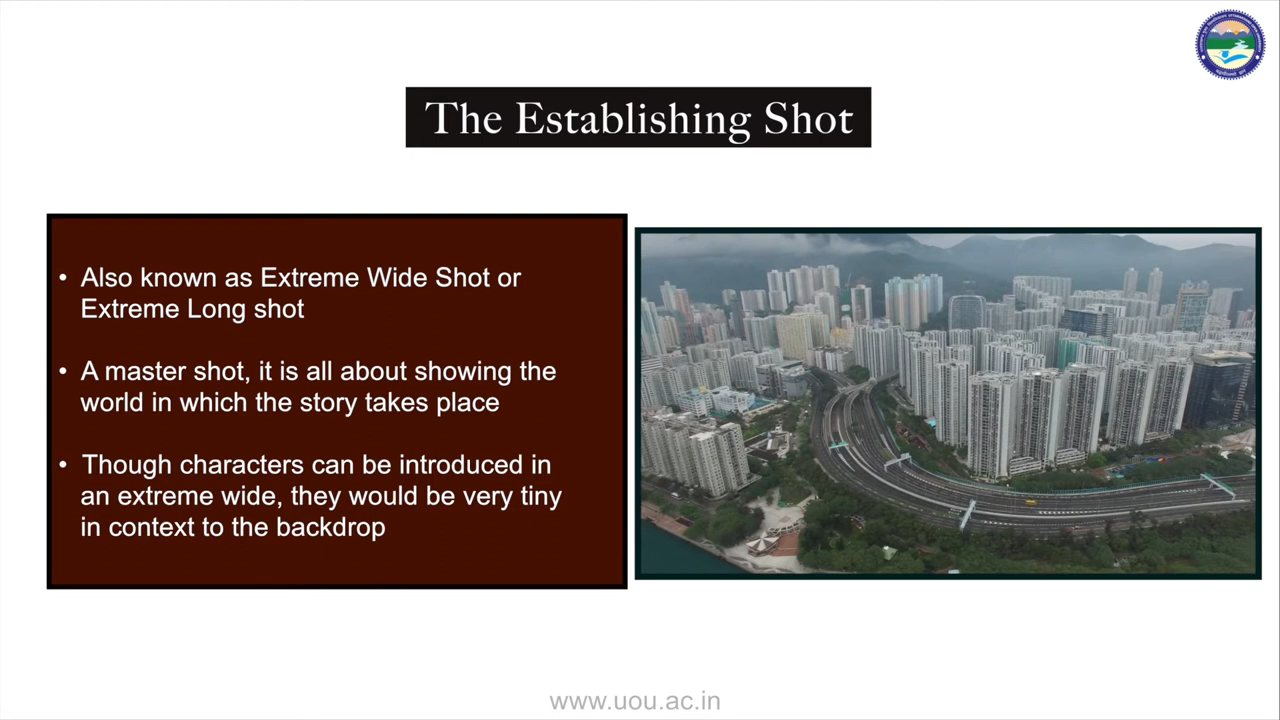 The Establishing Shot
• Also known as Extreme Wide Shot or
Extreme Long shot
• A master shot, it is all about showing the
world in which the story takes place
• Though characters can be introduced in
an extreme wide, they would be very tiny
in context to the backdrop
www.uou.ac.in